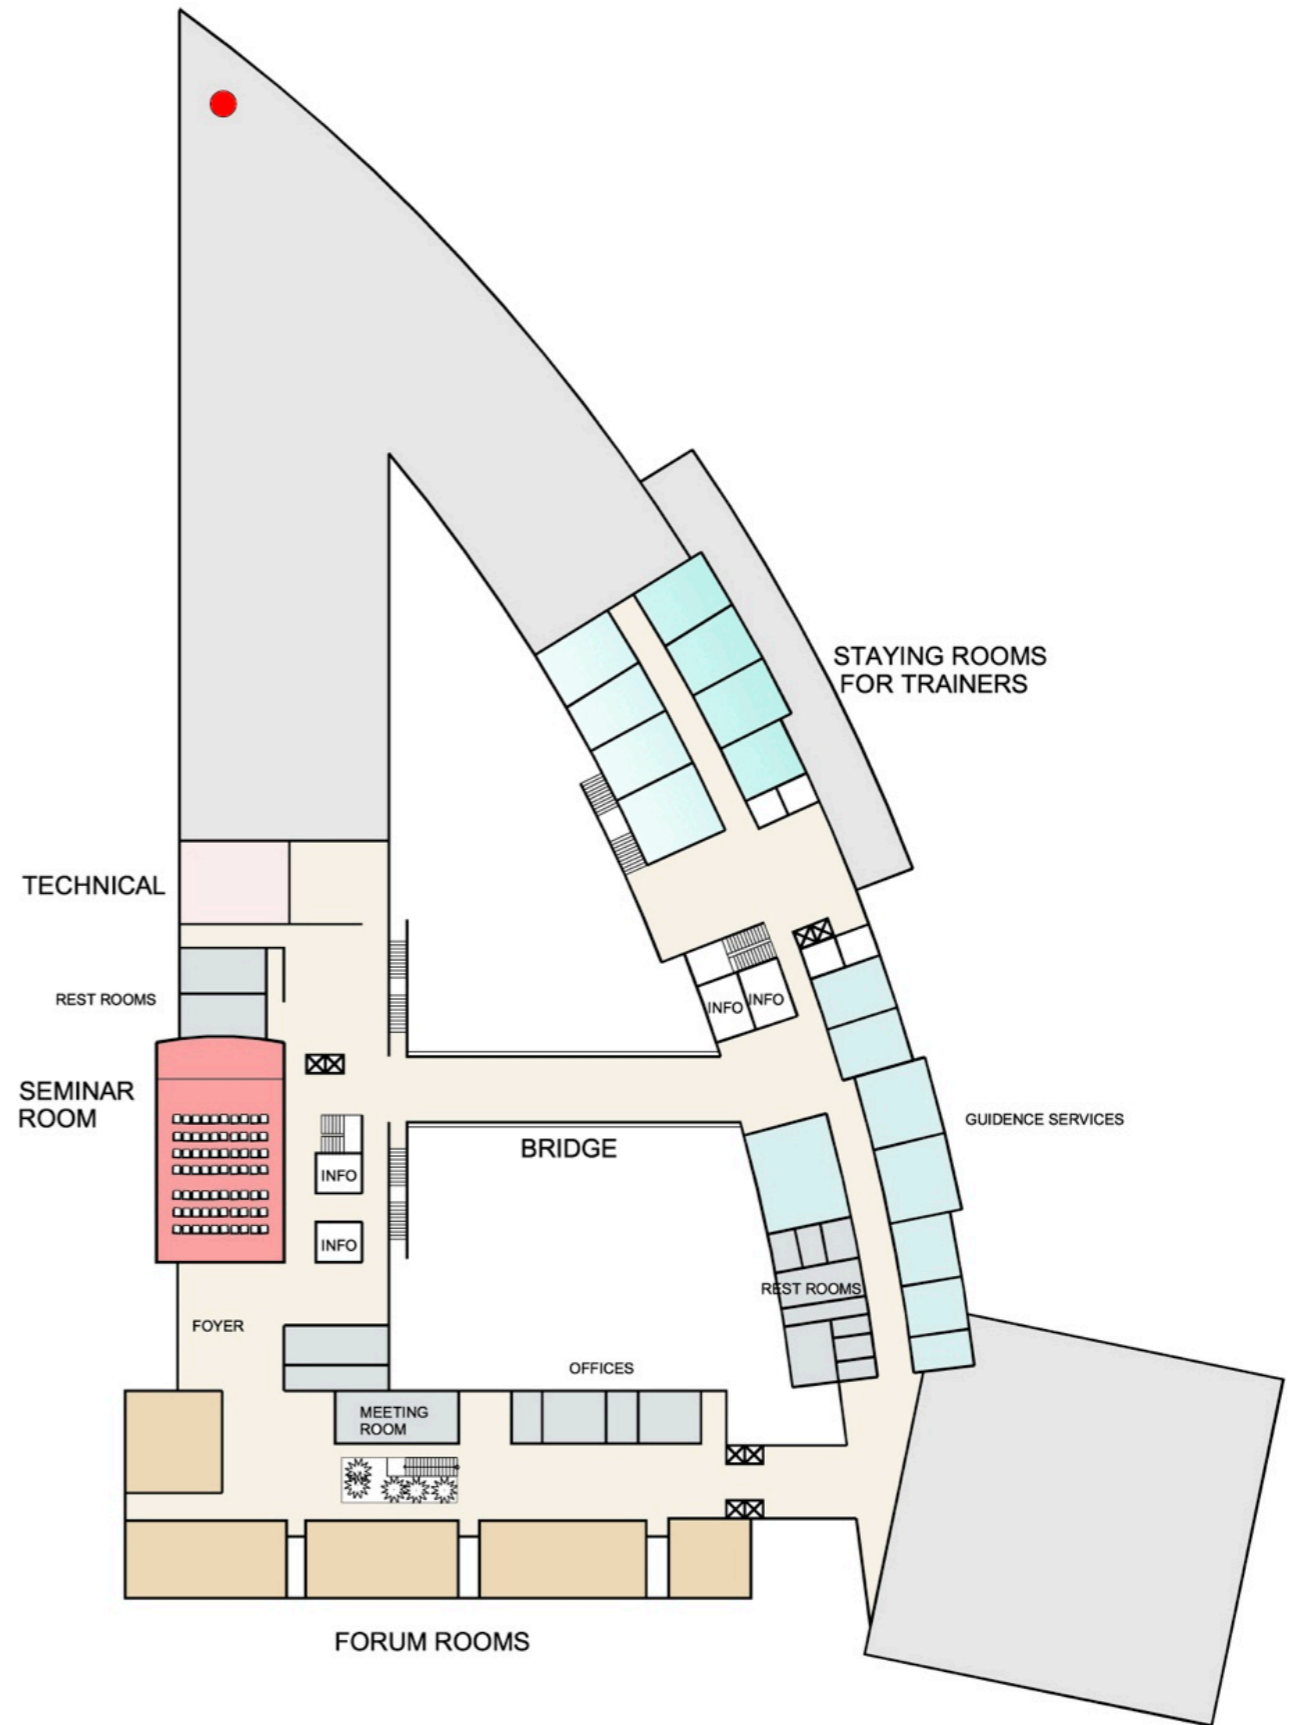 STAYING ROOMS
FOR TRAINERS
TECHNICAL
REST ROOMS
INFO
INFO
SEMINAR
ROOM
GUIDENCE SERVICES
BRIDGE
INFO
INFO
REST ROOMS
FOYER
OFFICES
MEETING
ROOM
FORUM ROOMS